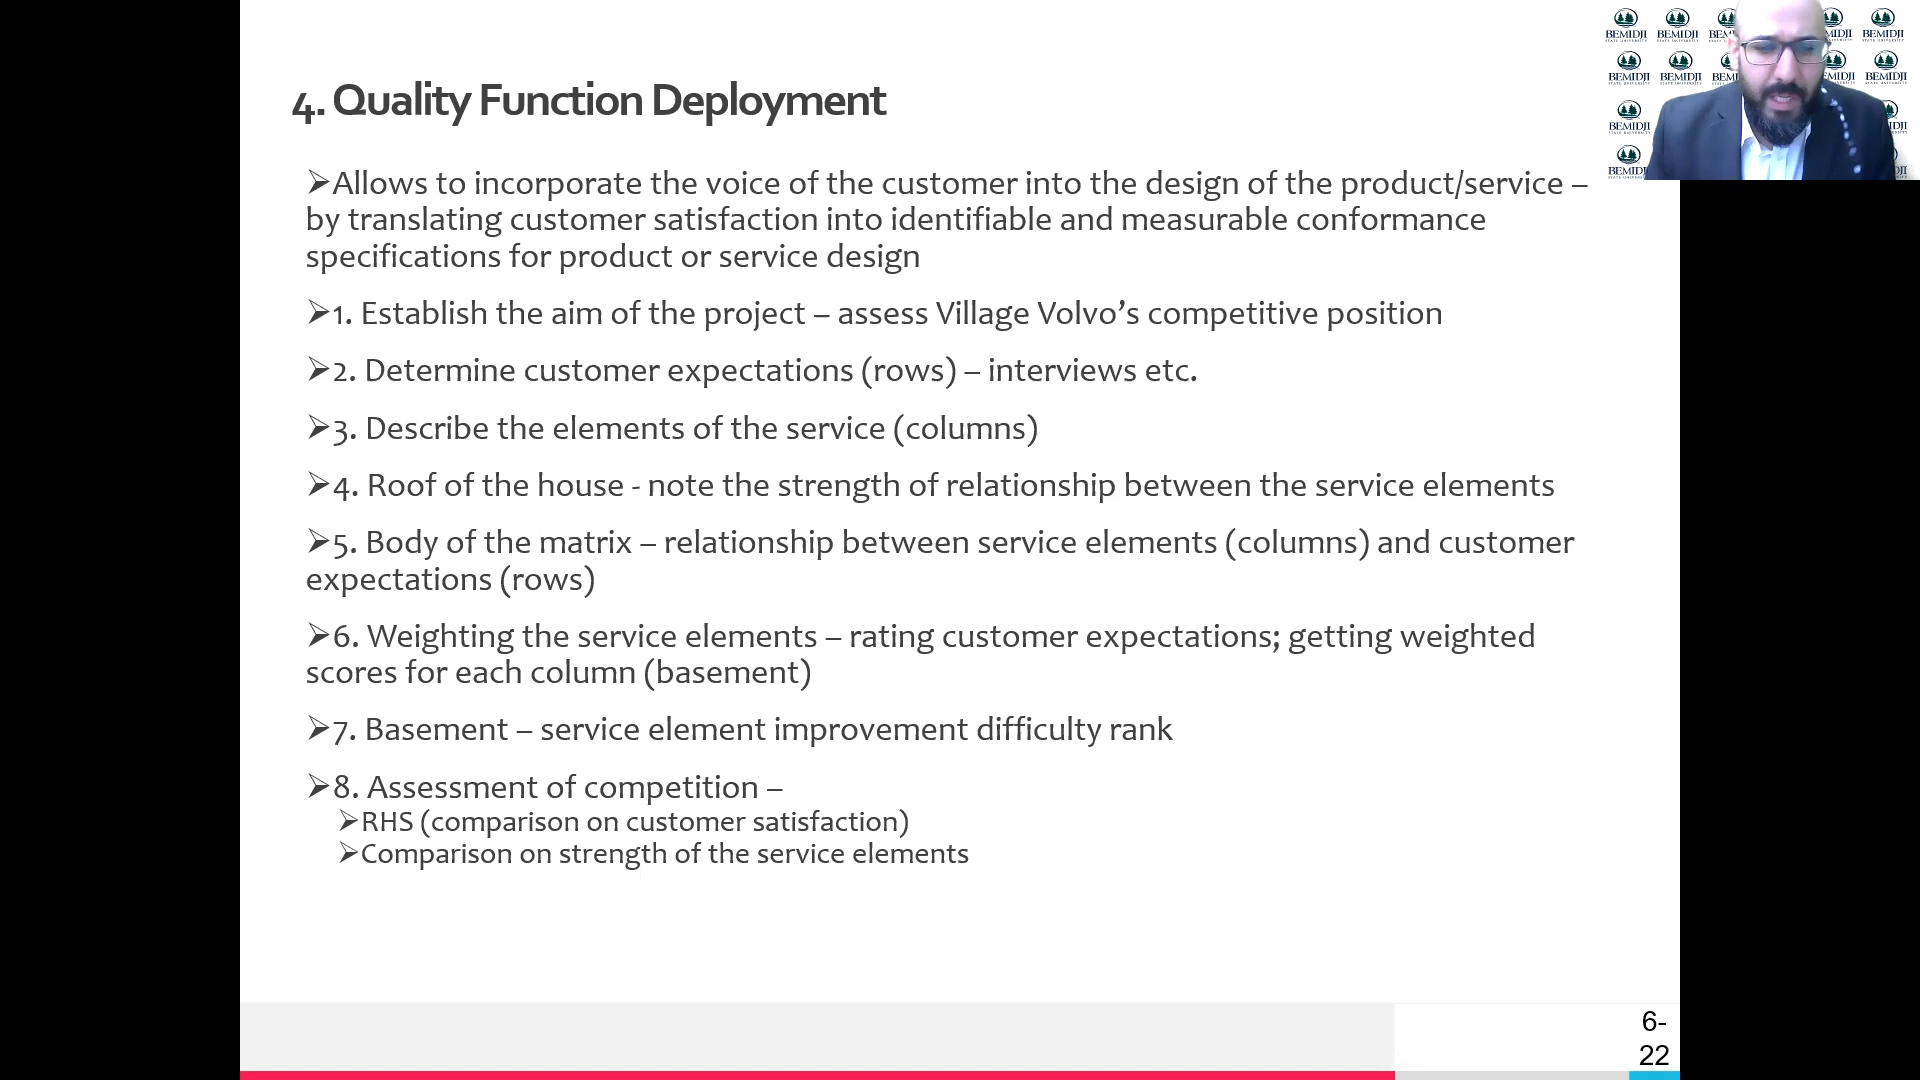 4. Quality Function Deployment
➢Allows to incorporate the voice of the customer into the design of the product/service –
by translating customer satisfaction into identifiable and measurable conformance
specifications for product or service design
➢1. Establish the aim of the project – assess Village Volvo’s competitive position
➢2. Determine customer expectations (rows) – interviews etc.
➢3. Describe the elements of the service (columns)
➢4. Roof of the house - note the strength of relationship between the service elements
➢5. Body of the matrix – relationship between service elements (columns) and customer
expectations (rows)
➢6. Weighting the service elements – rating customer expectations; getting weighted
scores for each column (basement)
➢7. Basement – service element improvement difficulty rank
➢8. Assessment of competition –
➢RHS (comparison on customer satisfaction)
➢Comparison on strength of the service elements
6-
22
BEMIDJI
STATE UNIVERSITY